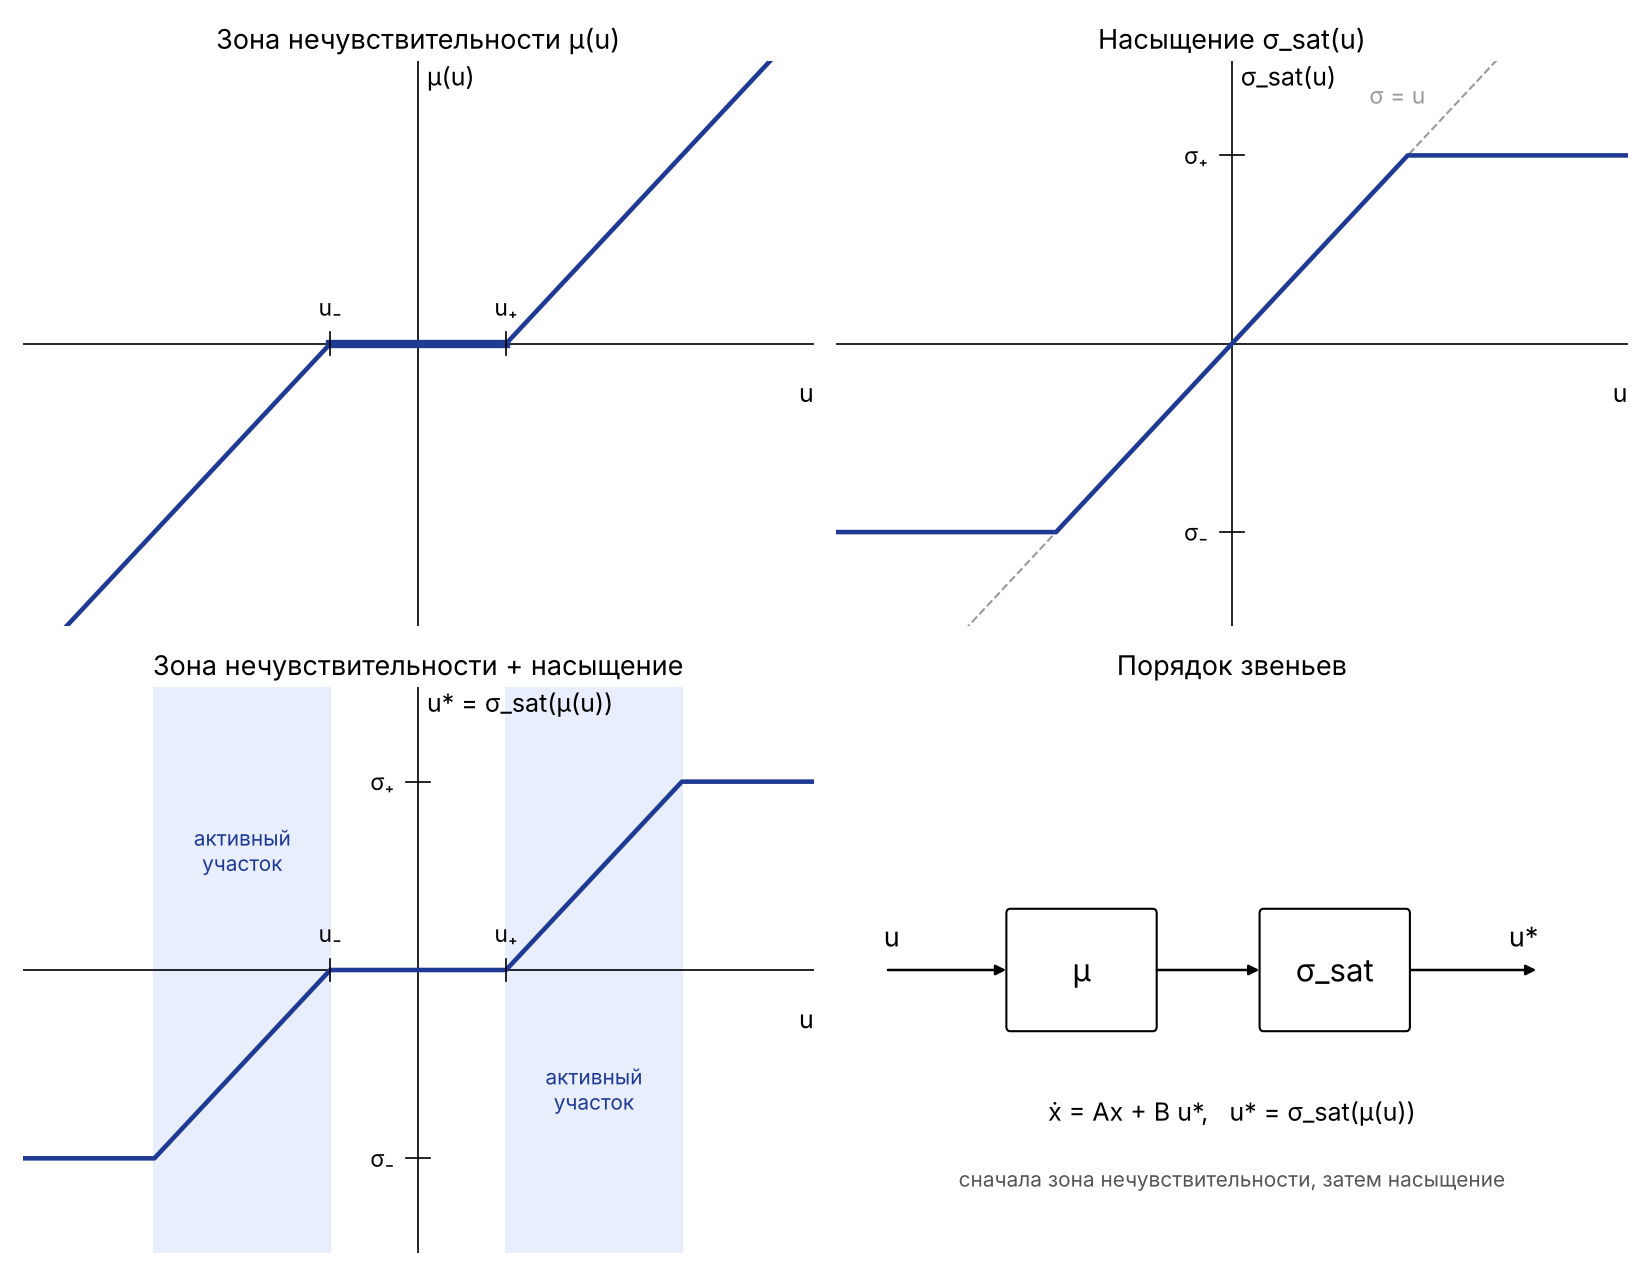 Зона нечувствительности μ(u)
μ(u)
u₋
u₊
u
Насыщение σ_sat(u)
σ_sat(u)
σ = u
σ₊
u
σ₋
Зона нечувствительности + насыщение
u* = σ_sat(μ(u))
σ₊
активный
участок
u₋
u₊
u
активный
участок
σ₋
Порядок звеньев
u
μ
σ_sat
u*
ẋ = Ax + B u*, u* = σ_sat(μ(u))
сначала зона нечувствительности, затем насыщение